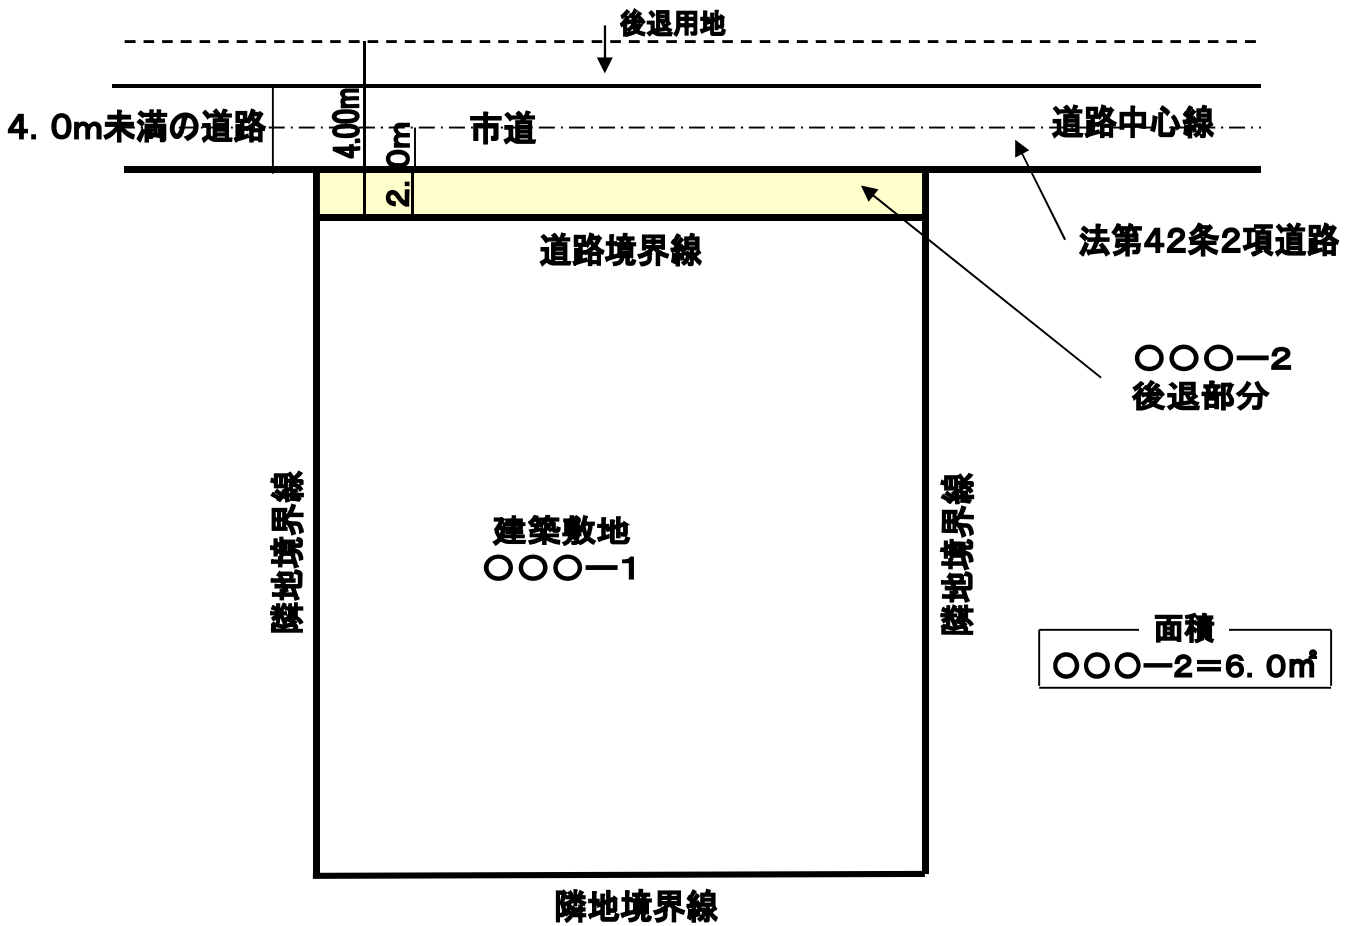 後退用地
4.0m未満の道路
4.00m
2.0m
市道
道路中心線
道路境界線
法第42条2項道路
○○○ー2
後退部分
隣地境界線
建築敷地
○○○ー1
隣地境界線
面積
○○○ー2=6.0㎡
隣地境界線